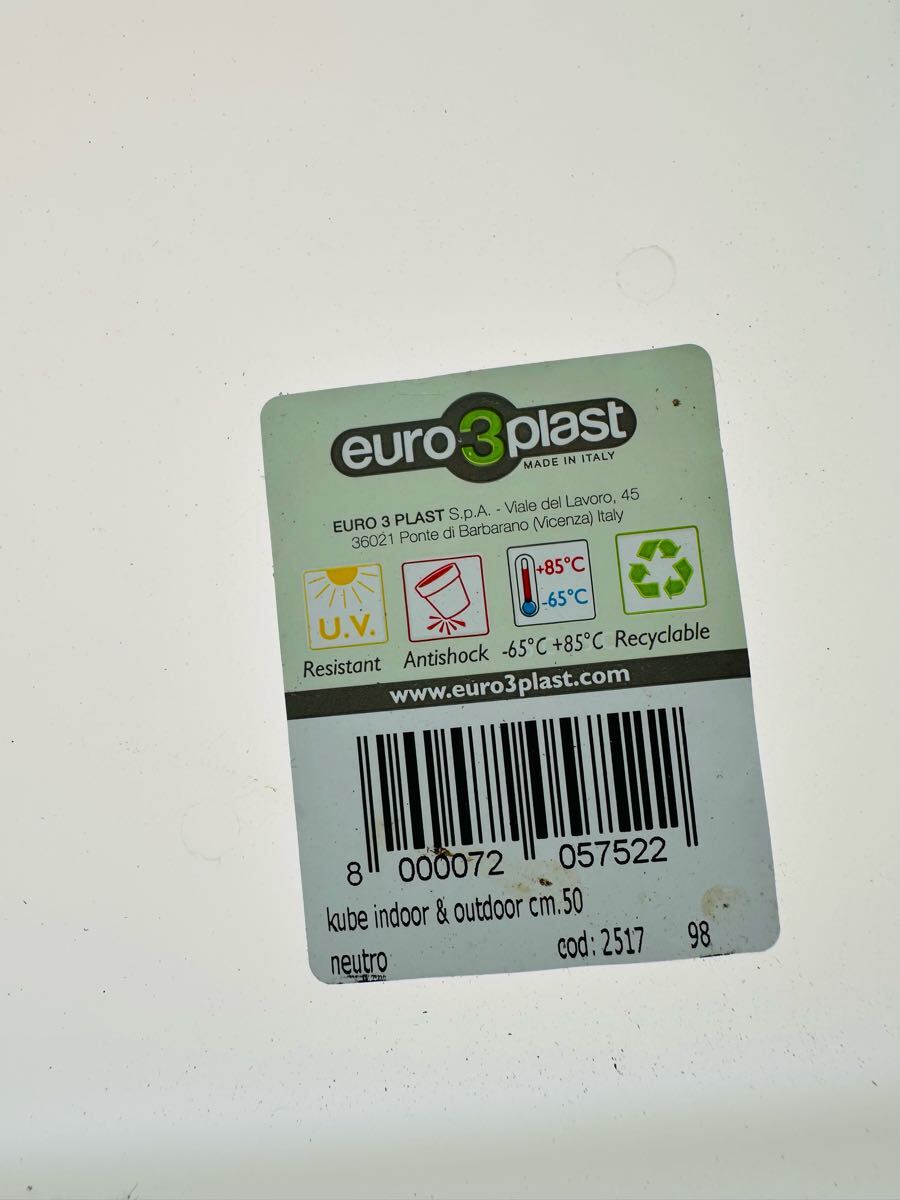 euro3plast
MADE IN ITALY
EURO 3 PLAST S.p.A. - Viale del Lavoro, 45
36021 Ponte di Barbarano (Vicenza) Italy
U.V. +85°C -65°C
Resistant Antishock -65°C +85°C Recyclable
www.euro3plast.com
8 000072 057522
kube indoor & outdoor cm.50
neutro cod: 2517 98